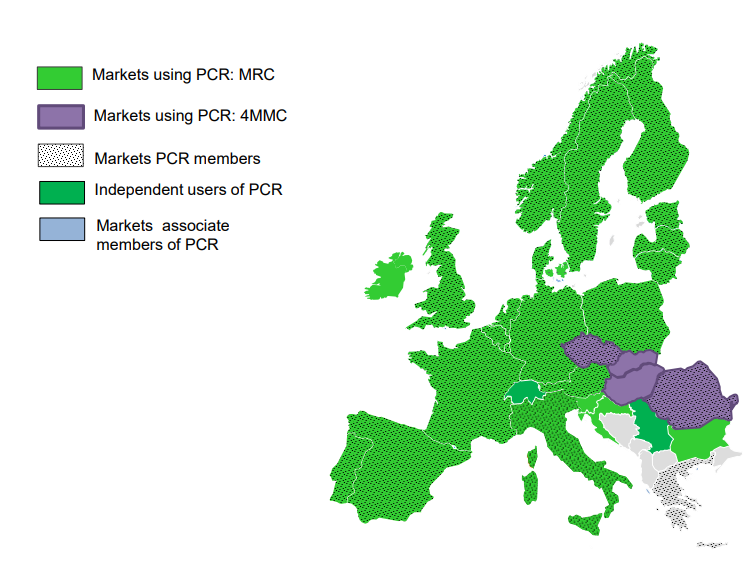 Markets using PCR: MRC
Markets using PCR: 4MMC
Markets PCR members
Independent users of PCR
Markets associate
members of PCR